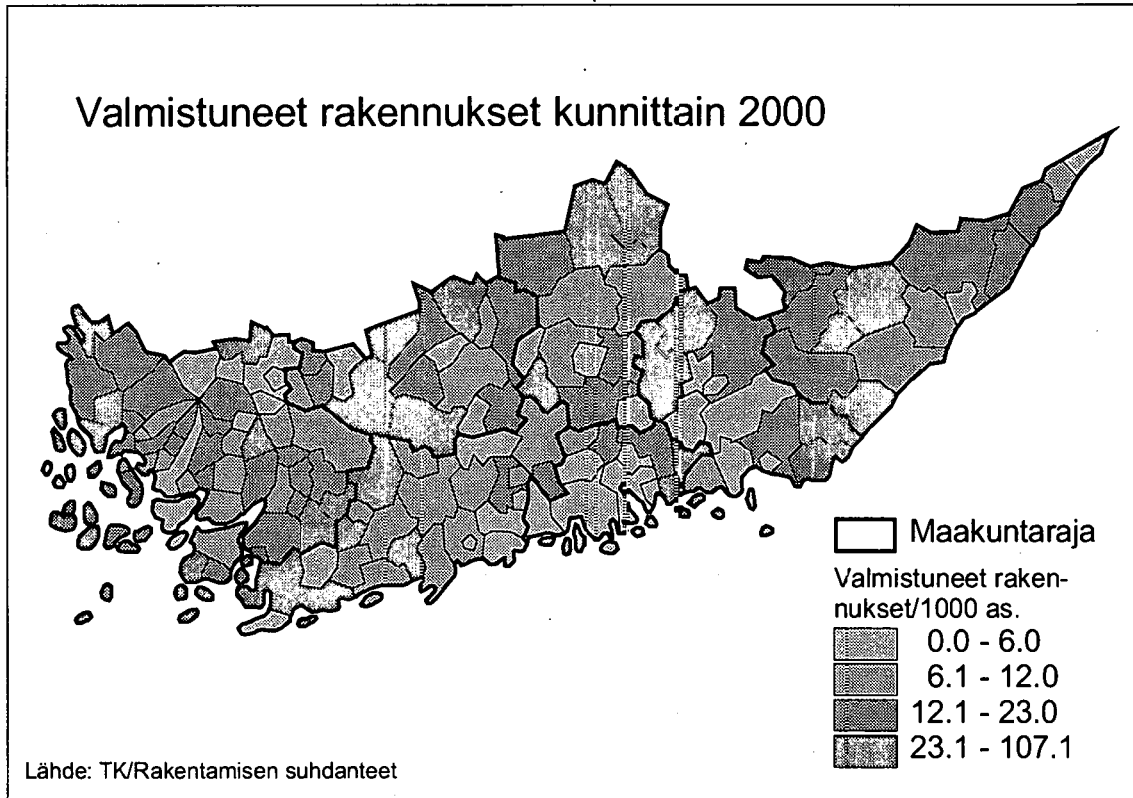 Valmistuneet rakennukset kunnittain 2000
Maakuntaraja
Valmistuneet raken-
nukset/1000 as.
0.0 - 6.0
6.1 - 12.0
12.1 - 23.0
23.1 - 107.1
Lähde: TK/Rakentamisen suhdanteet